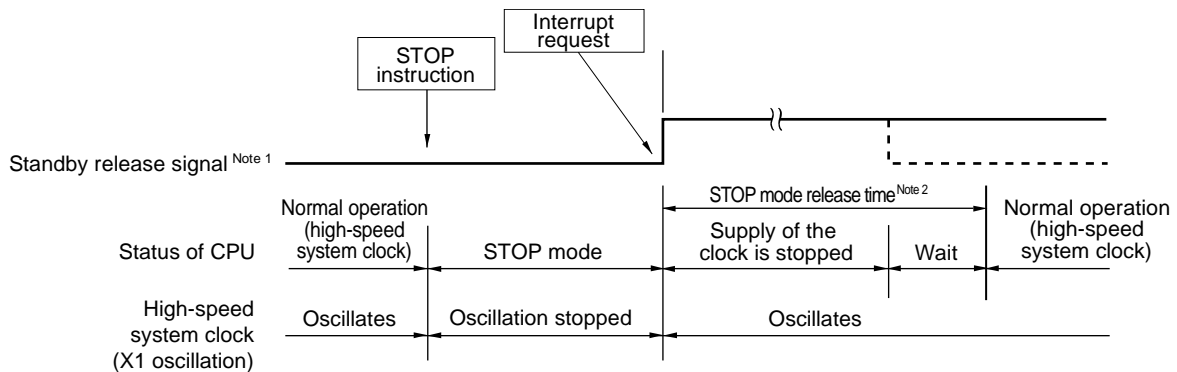 Interrupt
request
STOP
instruction
Standby release signal Note 1
STOP mode release time Note 2
Normal operation
(high-speed
system clock)
Normal operation
(high-speed
system clock)
Status of CPU
STOP mode
Supply of the
clock is stopped
Wait
High-speed
system clock
(X1 oscillation)
Oscillates
Oscillation stopped
Oscillates